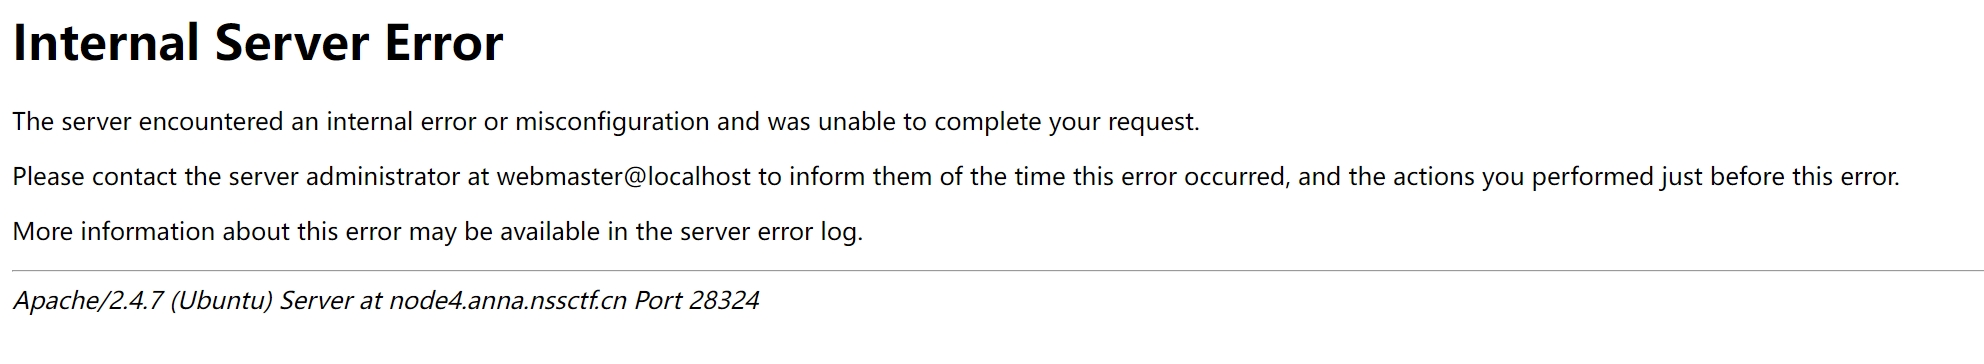 Internal Server Error
The server encountered an internal error or misconfiguration and was unable to complete your request.
Please contact the server administrator at webmaster@localhost to inform them of the time this error occurred, and the actions you performed just before this error.
More information about this error may be available in the server error log.
Apache/2.4.7 (Ubuntu) Server at node4.anna.nssctf.cn Port 28324